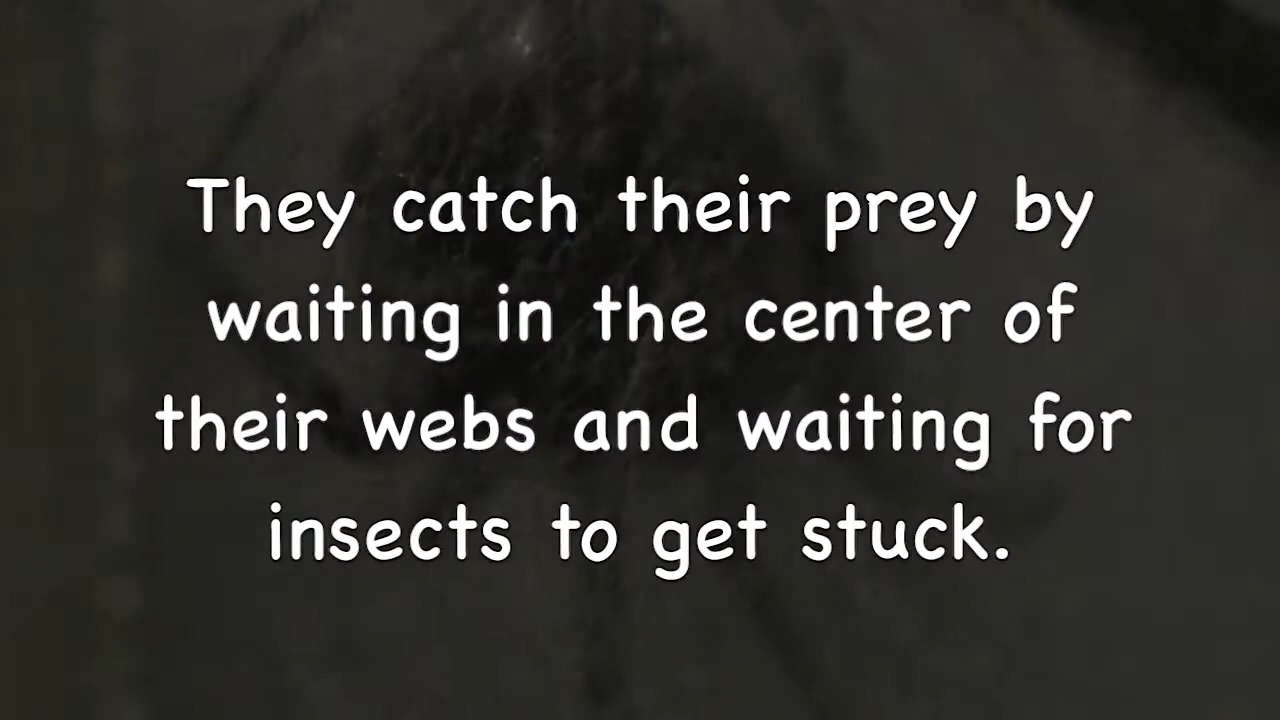 They catch their prey by
waiting in the center of
their webs and waiting for
insects to get stuck.